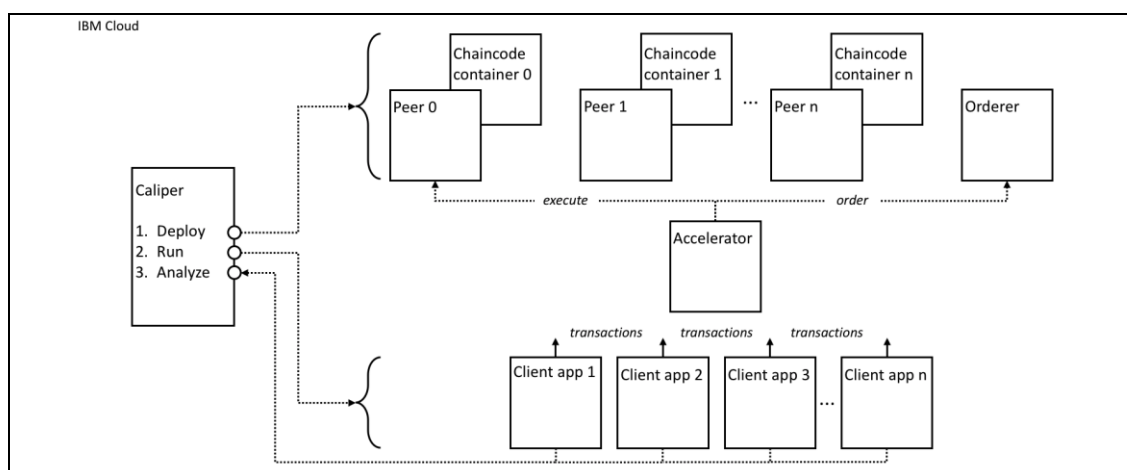 IBM Cloud
Chaincode
container 0
Chaincode
container 1
Chaincode
container n
Peer 0
Peer 1
...
Peer n
Orderer
Caliper
1. Deploy
2. Run
3. Analyze
execute
order
Accelerator
transactions
transactions
transactions
Client app 1
Client app 2
Client app 3
...
Client app n